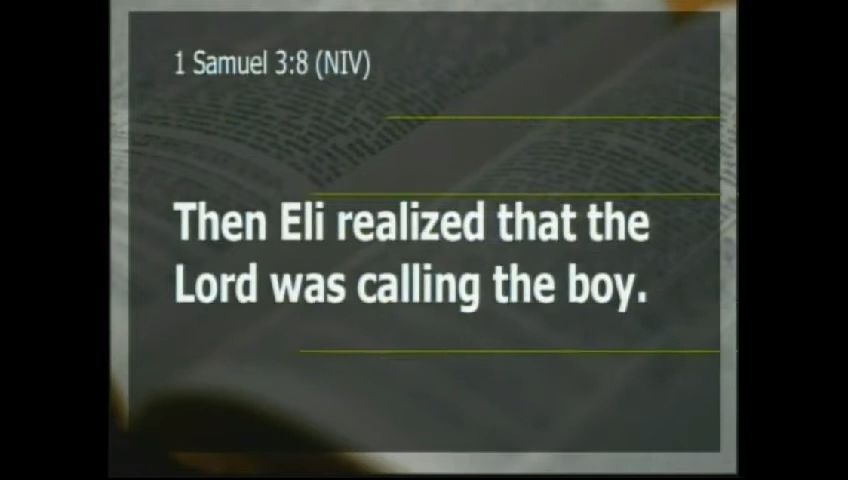 1 Samuel 3:8 (NIV)
Then Eli realized that the
Lord was calling the boy.